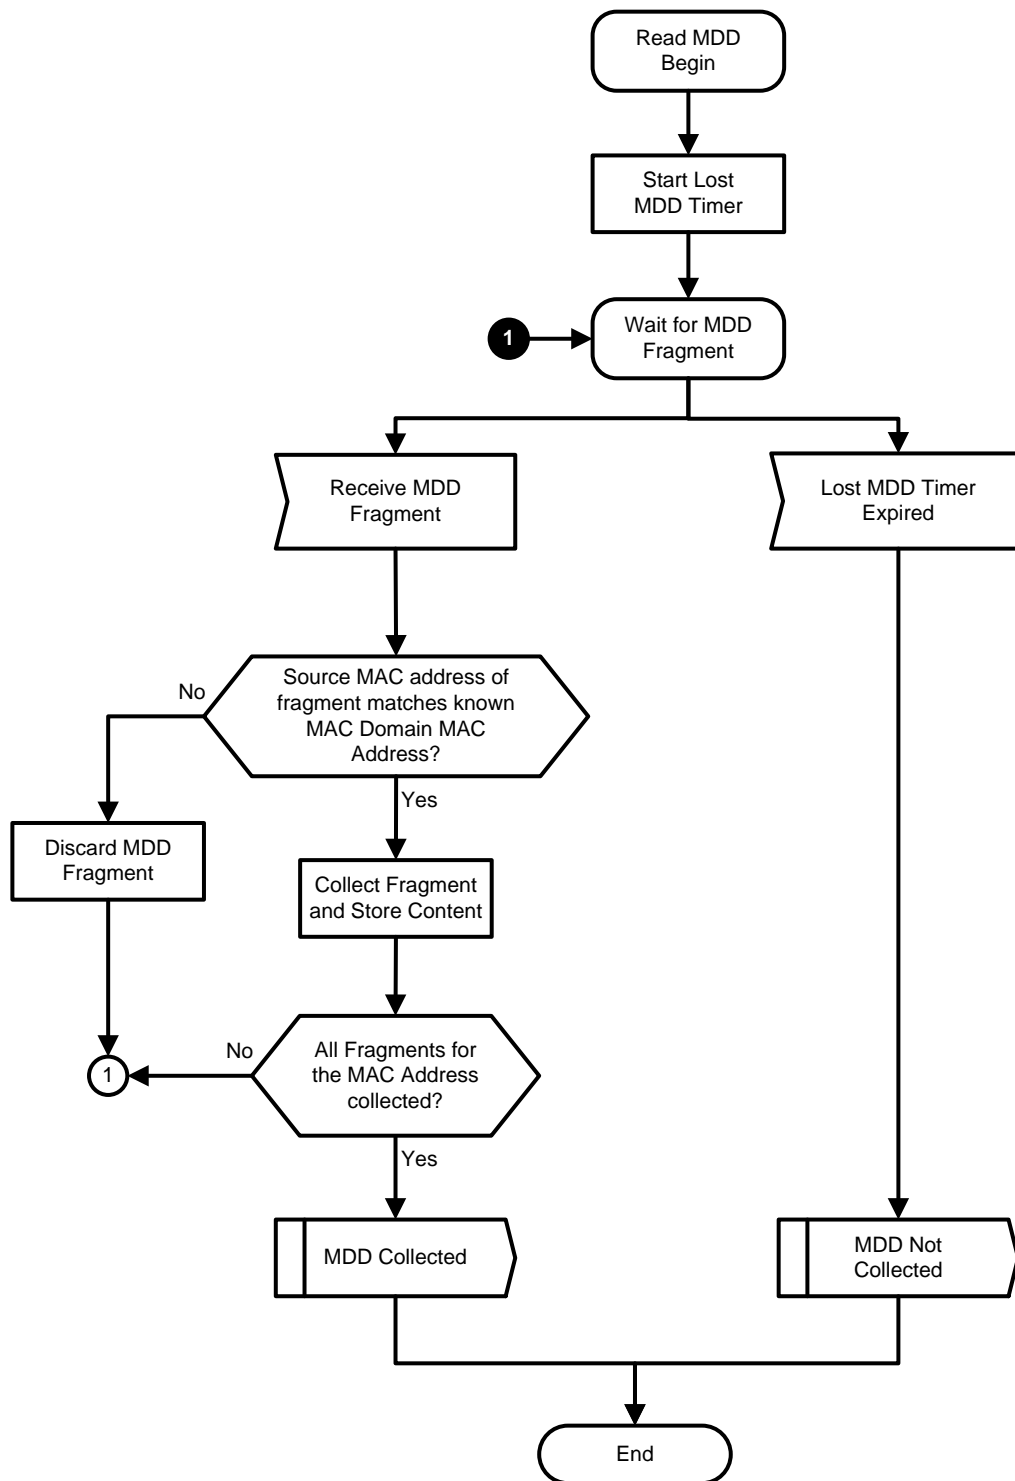 Read MDD
Begin
Start Lost
MDD Timer
1
Wait for MDD
Fragment
Receive MDD
Fragment
Lost MDD Timer
Expired
No
Source MAC address of
fragment matches known
MAC Domain MAC
Address?
Yes
Discard MDD
Fragment
Collect Fragment
and Store Content
1
No
All Fragments for
the MAC Address
collected?
Yes
MDD Collected
MDD Not
Collected
End